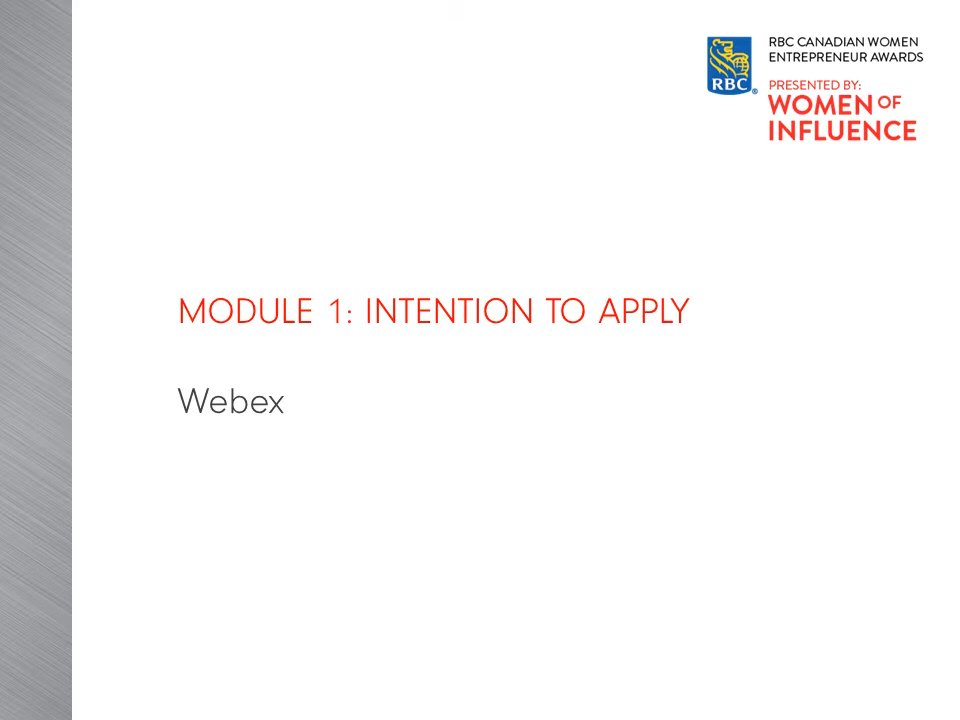 RBC CANADIAN WOMEN
ENTREPRENEUR AWARDS
RBC®
PRESENTED BY:
WOMEN OF
INFLUENCE
MODULE 1: INTENTION TO APPLY
Webex